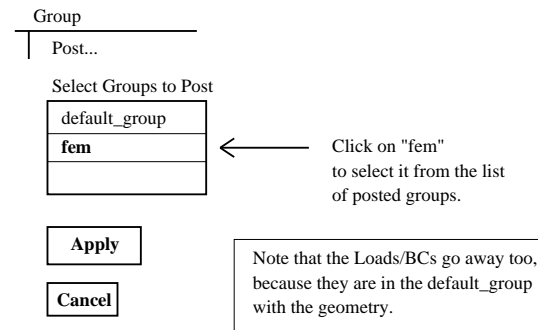 Group
Post...
Select Groups to Post
default_group
fem
Click on "fem"
to select it from the list
of posted groups.
Apply
Cancel
Note that the Loads/BCs go away too,
because they are in the default_group
with the geometry.